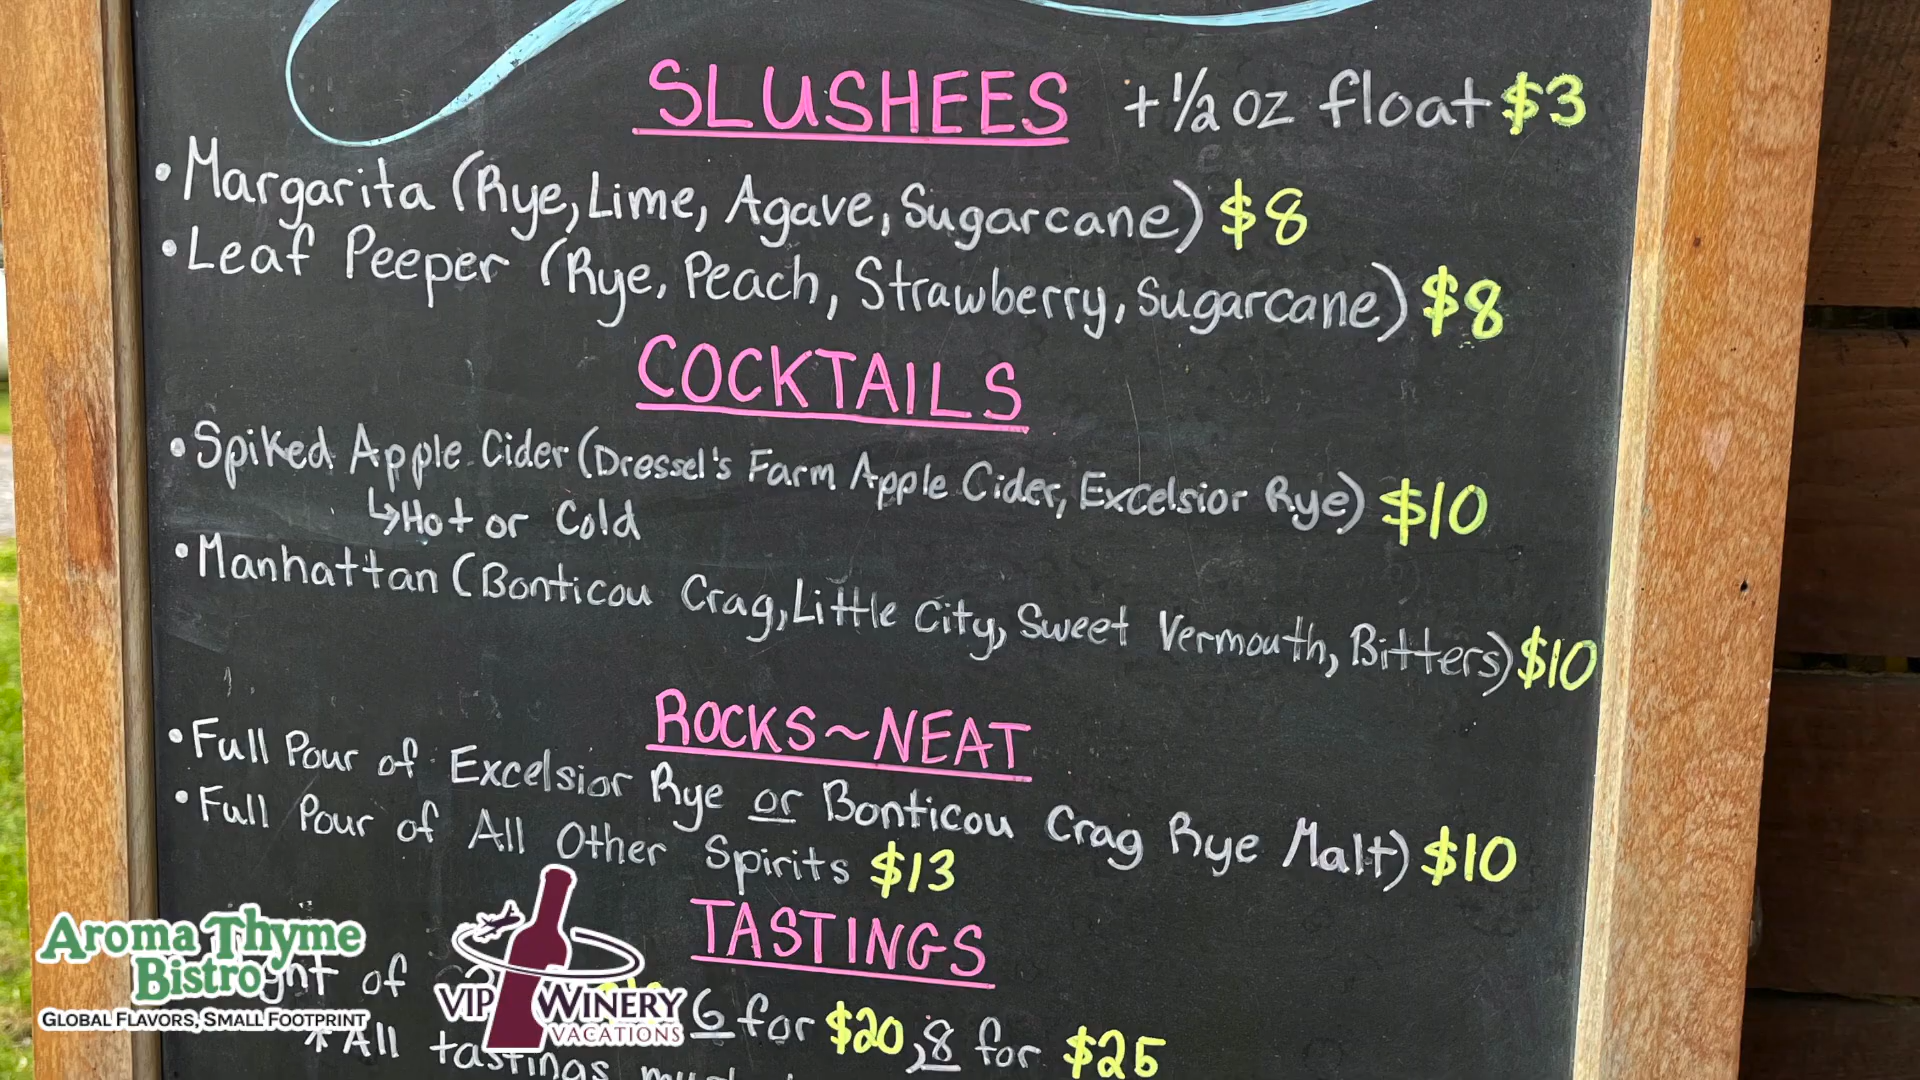 SLUSHEES +½ oz float $3
• Margarita (Rye, Lime, Agave, Sugarcane) $8
• Leaf Peeper (Rye, Peach, Strawberry, Sugarcane) $8
COCKTAILS
• Spiked Apple Cider (Dressel's Farm Apple Cider, Excelsior Rye) $10
↳Hot or Cold
• Manhattan (Bonticou Crag, Little City, Sweet Vermouth, Bitters) $10
ROCKS~NEAT
• Full Pour of Excelsior Rye or Bonticou Crag Rye Malt) $10
• Full Pour of All Other Spirits $13
TASTINGS
of 6 for $20, 8 for $25
*All tastings
Aroma Thyme
Bistro
GLOBAL FLAVORS, SMALL FOOTPRINT
VIP WINERY
VACATIONS